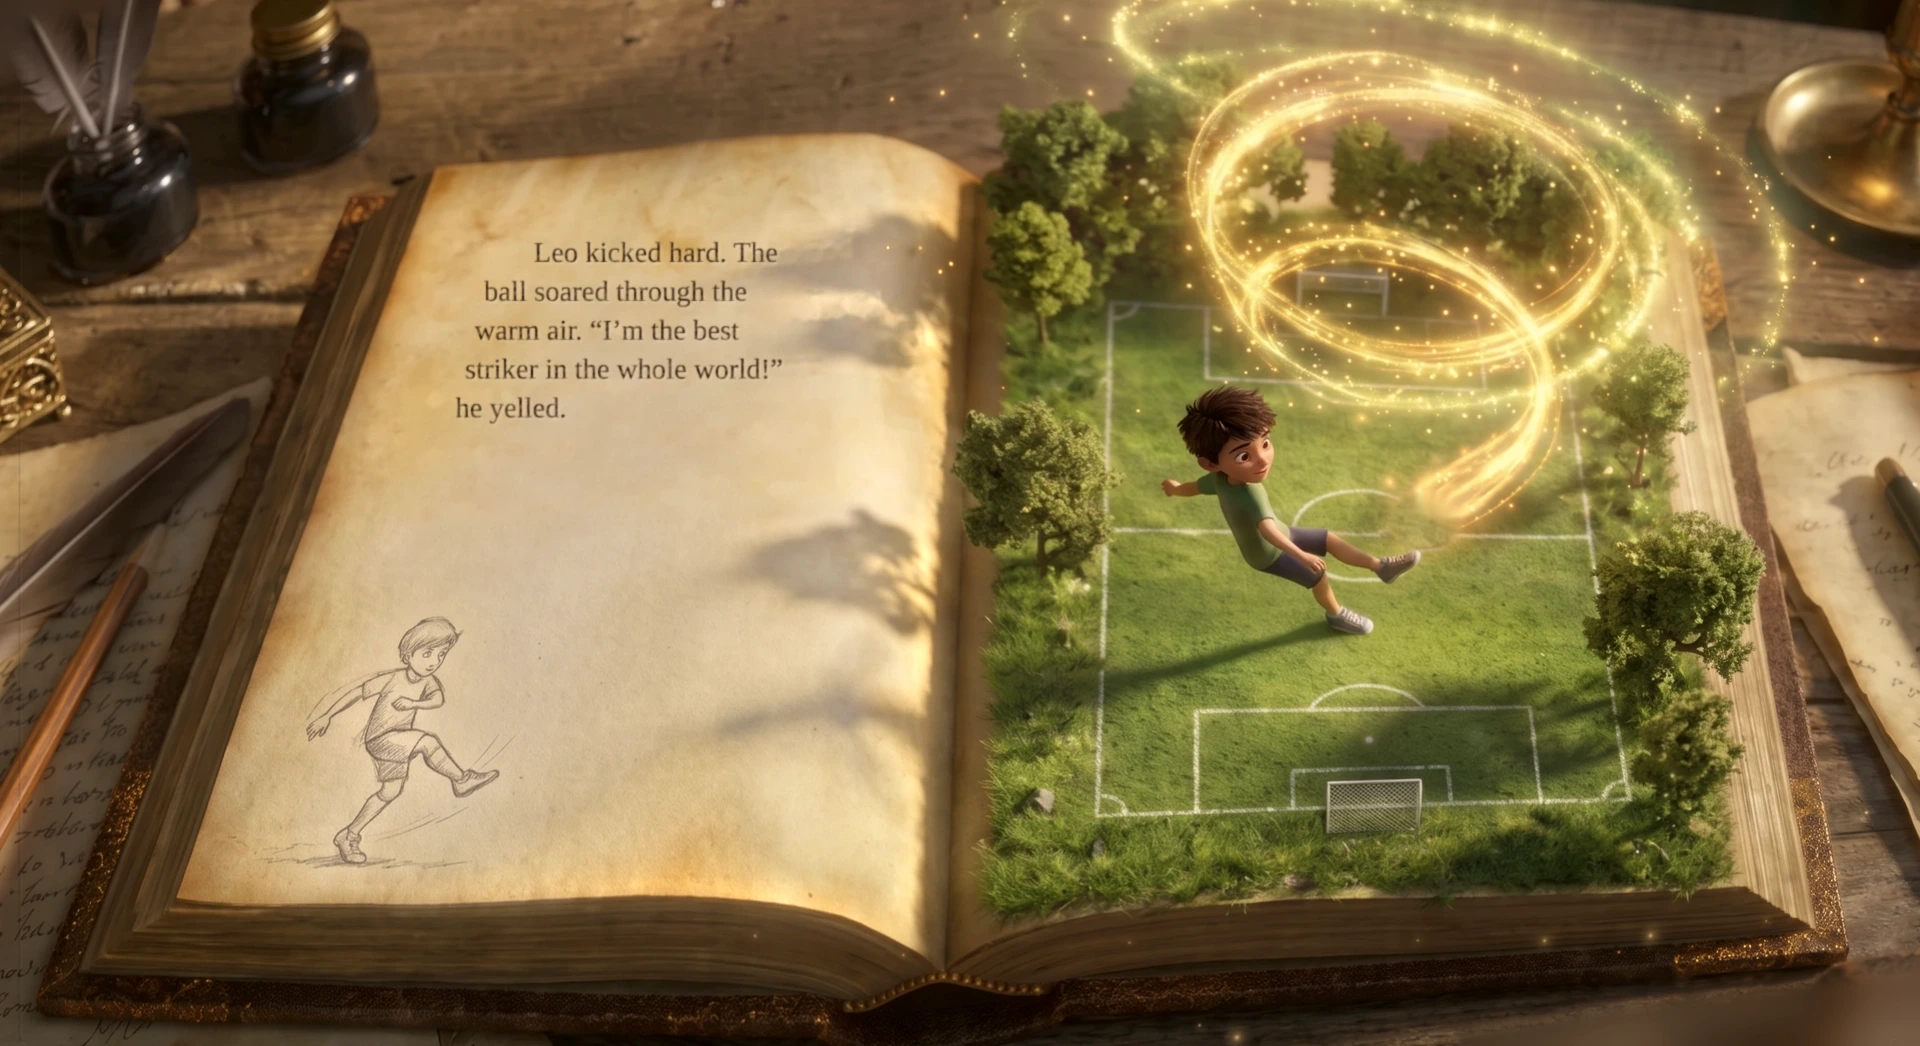 Leo kicked hard. The
ball soared through the
warm air. “I’m the best
striker in the whole world!”
he yelled.